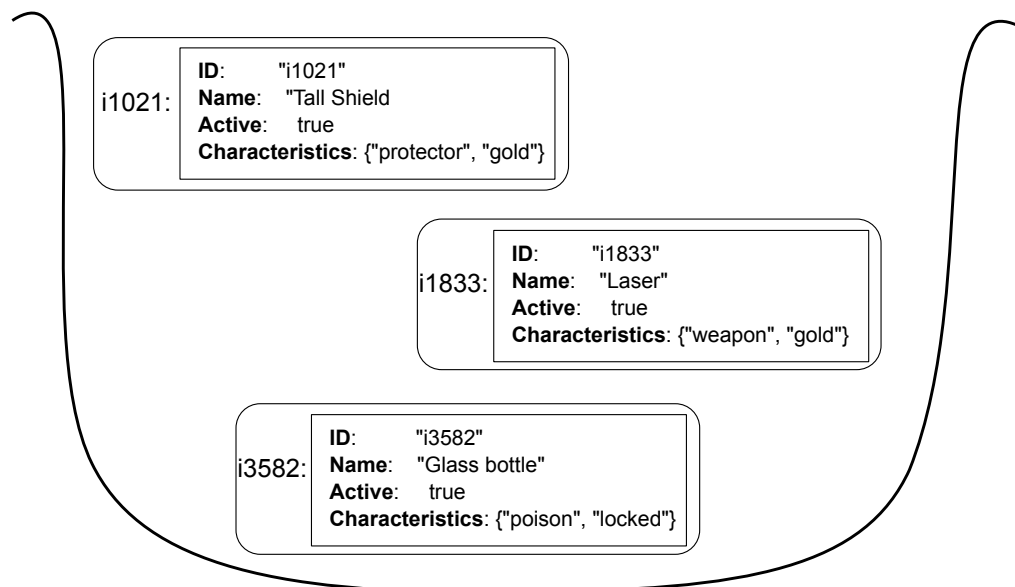 i1021:
ID: "i1021"
Name: "Tall Shield
Active: true
Characteristics: {"protector", "gold"}
i1833:
ID: "i1833"
Name: "Laser"
Active: true
Characteristics: {"weapon", "gold"}
i3582:
ID: "i3582"
Name: "Glass bottle"
Active: true
Characteristics: {"poison", "locked"}